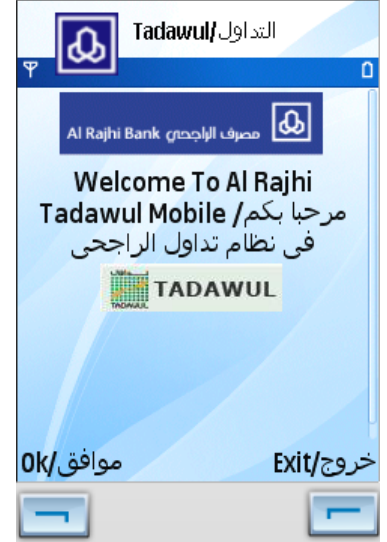 Tadawul/التداول
Al Rajhi Bank مصرف الراجحي
Welcome To Al Rajhi
Tadawul Mobile /مرحبا بكم
فى نظام تداول الراجحى
TADAWUL
TADAWUL
Ok/موافق
Exit/خروج